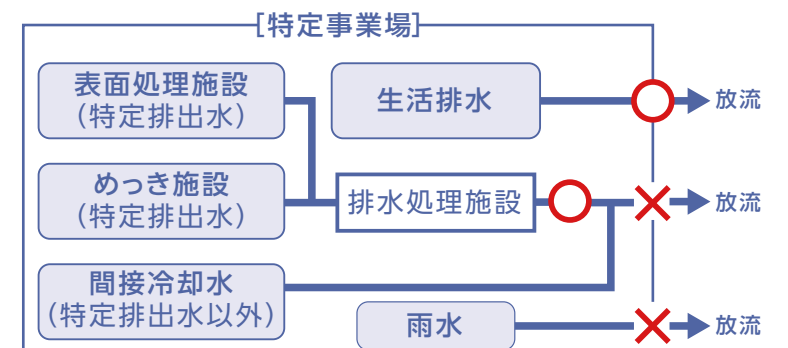 [特定事業場]
表面処理施設
(特定排出水)
生活排水
放流
めっき施設
(特定排出水)
排水処理施設
放流
間接冷却水
(特定排出水以外)
雨水
放流